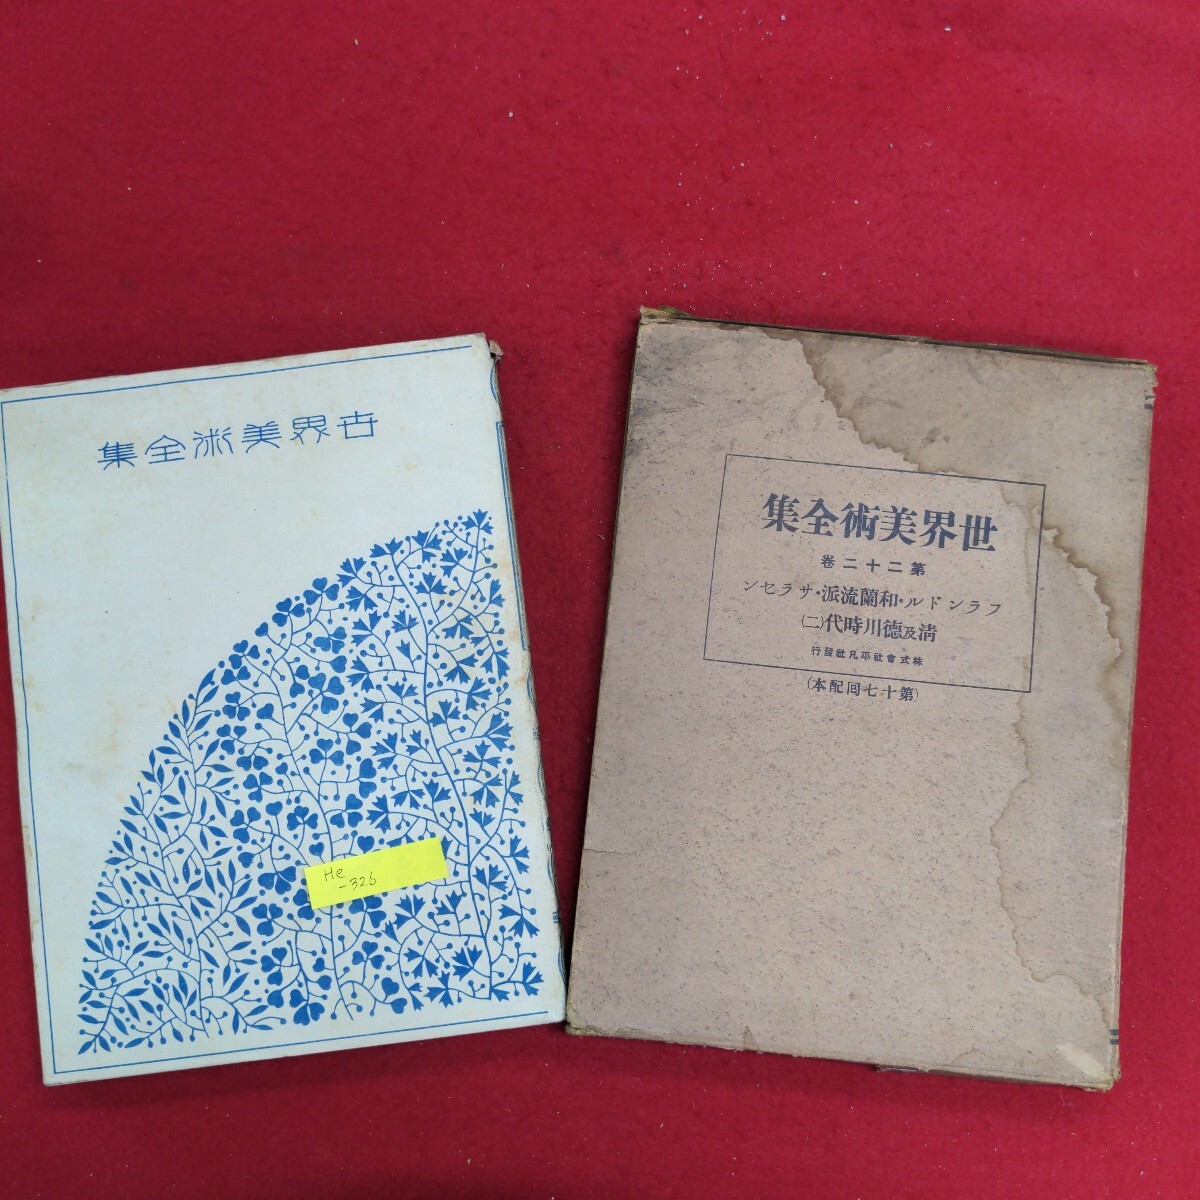 世界美術全集
He
-326
世界美術全集
第二十二卷
フランドル・和蘭流派・サラセン
清及德川時代(二)
株式會社平凡社發行
(第十七回配本)